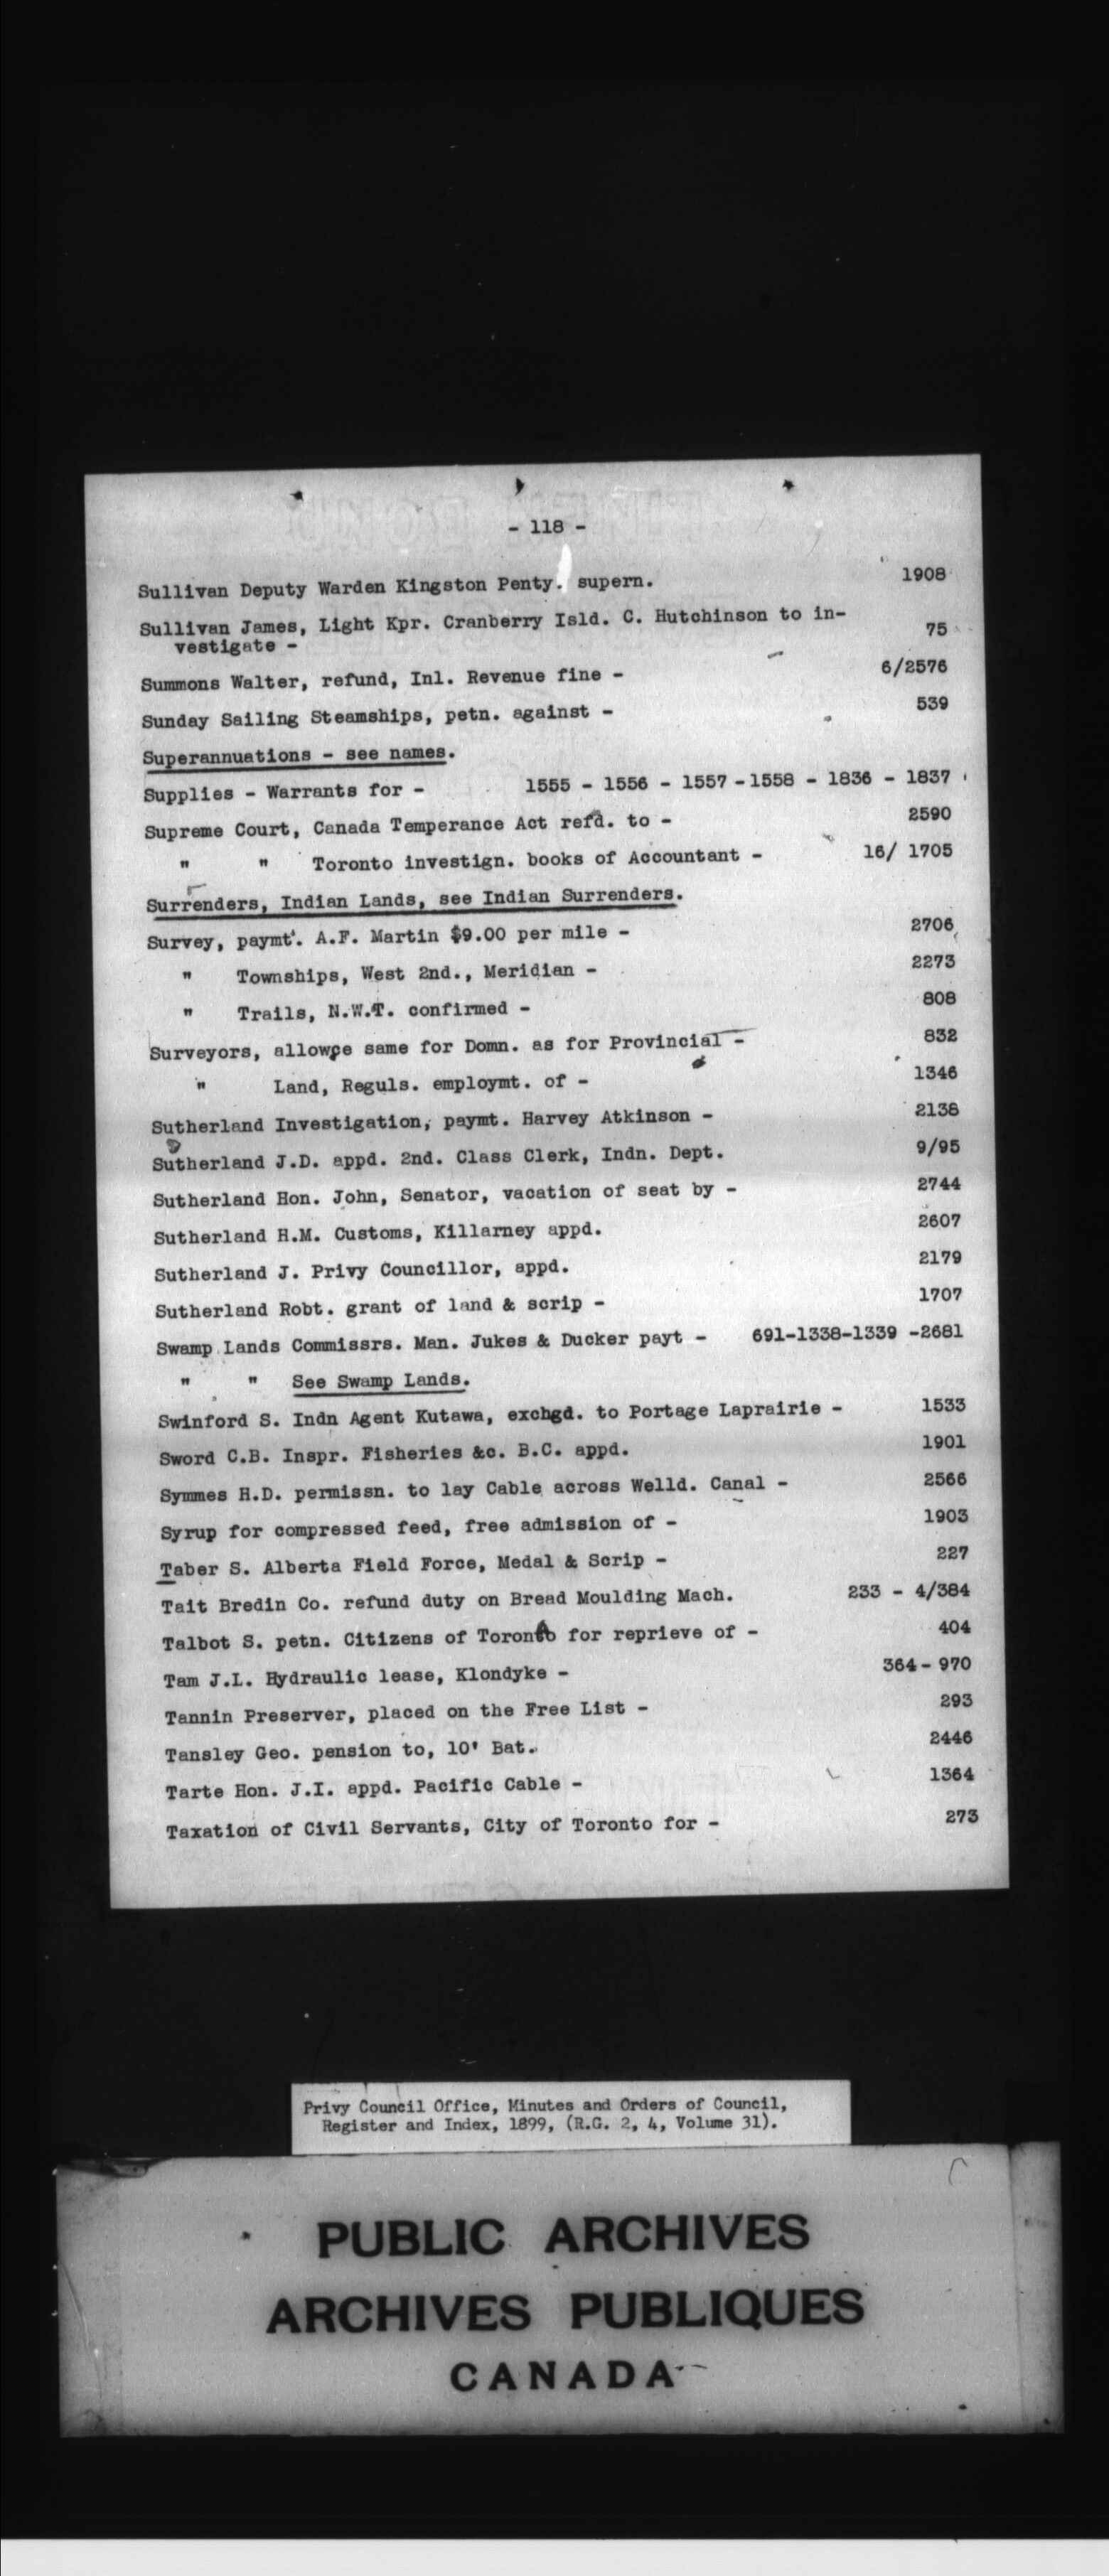 - 118 -
Sullivan Deputy Warden Kingston Penty. supern. 1908
Sullivan James, Light Kpr. Cranberry Isld. C. Hutchinson to in-
vestigate - 75
Summons Walter, refund, Inl. Revenue fine - 6/2576
Sunday Sailing Steamships, petn. against - 539
Superannuations - see names.
Supplies - Warrants for - 1555 - 1556 - 1557 -1558 - 1836 - 1837
Supreme Court, Canada Temperance Act refd. to - 2590
" " Toronto investign. books of Accountant - 16/ 1705
Surrenders, Indian Lands, see Indian Surrenders.
Survey, paymt. A.F. Martin $9.00 per mile - 2706
" Townships, West 2nd., Meridian - 2273
" Trails, N.W.T. confirmed - 808
Surveyors, allowce same for Domn. as for Provincial - 832
" Land, Reguls. employmt. of - 1346
Sutherland Investigation, paymt. Harvey Atkinson - 2138
Sutherland J.D. appd. 2nd. Class Clerk, Indn. Dept. 9/95
Sutherland Hon. John, Senator, vacation of seat by - 2744
Sutherland H.M. Customs, Killarney appd. 2607
Sutherland J. Privy Councillor, appd. 2179
Sutherland Robt. grant of land & scrip - 1707
Swamp Lands Commissrs. Man. Jukes & Ducker payt - 691-1338-1339 -2681
" " See Swamp Lands.
Swinford S. Indn Agent Kutawa, exchgd. to Portage Laprairie - 1533
Sword C.B. Inspr. Fisheries &c. B.C. appd. 1901
Symmes H.D. permissn. to lay Cable across Welld. Canal - 2566
Syrup for compressed feed, free admission of - 1903
Taber S. Alberta Field Force, Medal & Scrip - 227
Tait Bredin Co. refund duty on Bread Moulding Mach. 233 - 4/384
Talbot S. petn. Citizens of Toronto for reprieve of - 404
Tam J.L. Hydraulic lease, Klondyke - 364- 970
Tannin Preserver, placed on the Free List - 293
Tansley Geo. pension to, 10' Bat. 2446
Tarte Hon. J.I. appd. Pacific Cable - 1364
Taxation of Civil Servants, City of Toronto for - 273
Privy Council Office, Minutes and Orders of Council,
Register and Index, 1899, (R.G. 2, 4, Volume 31).
PUBLIC ARCHIVES
ARCHIVES PUBLIQUES
CANADA